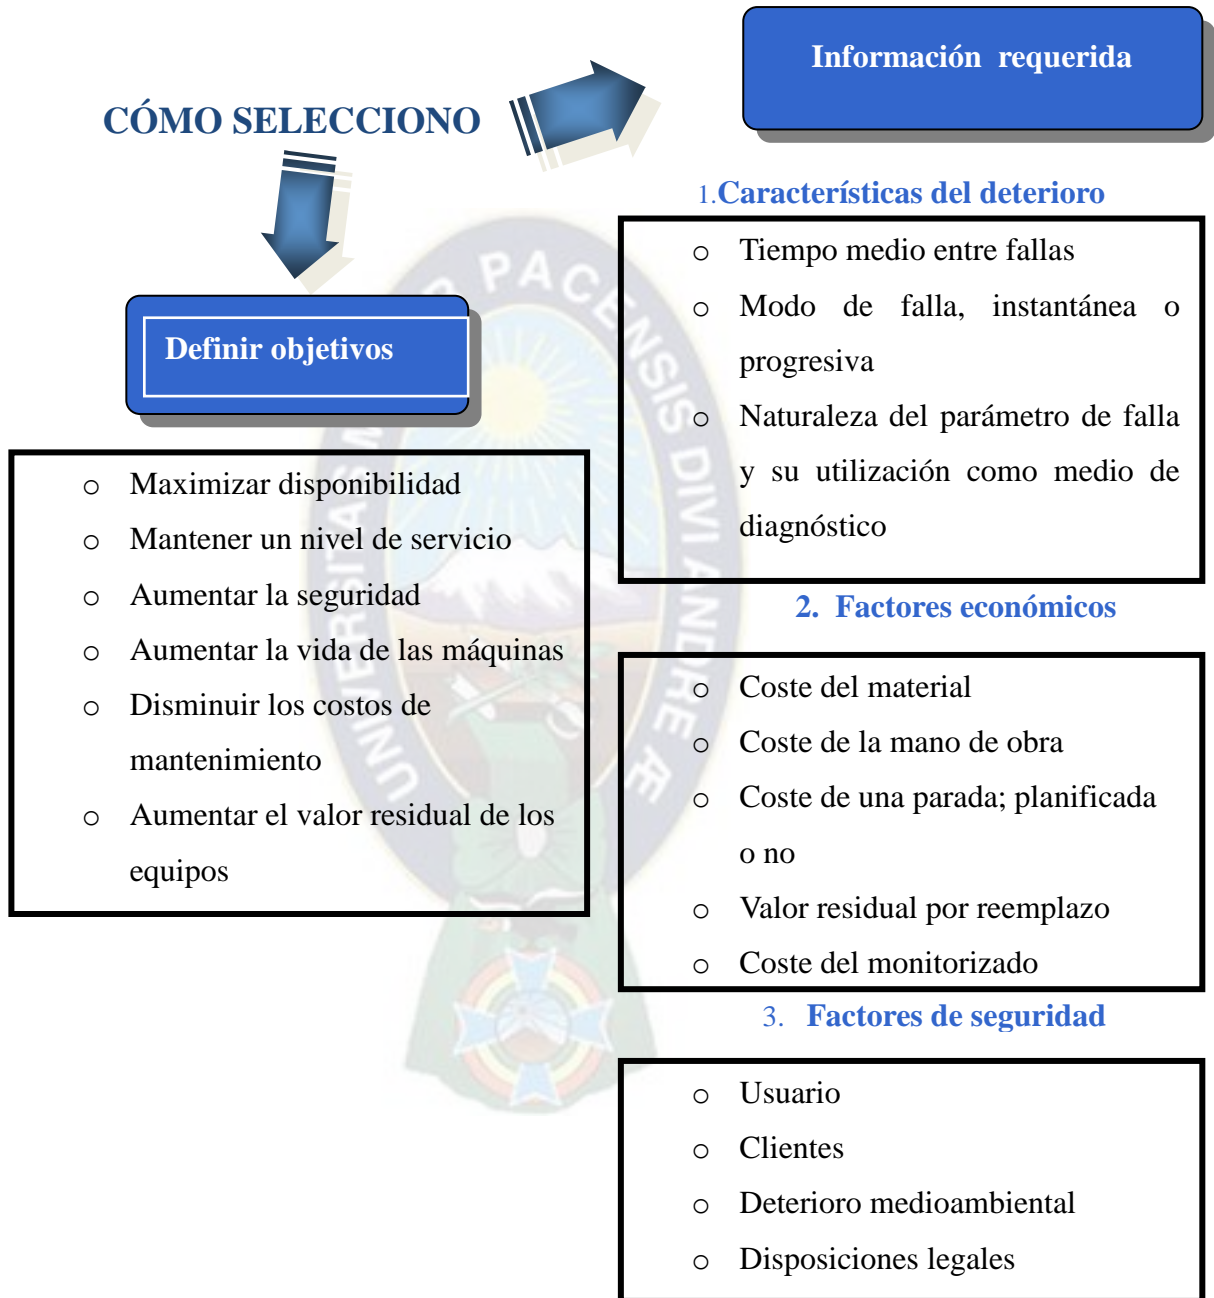 CÓMO SELECCIONO
Definir objetivos
o Maximizar disponibilidad
o Mantener un nivel de servicio
o Aumentar la seguridad
o Aumentar la vida de las máquinas
o Disminuir los costos de
mantenimiento
o Aumentar el valor residual de los
equipos
Información requerida
1.Características del deterioro
o Tiempo medio entre fallas
o Modo de falla, instantánea o
progresiva
o Naturaleza del parámetro de falla
y su utilización como medio de
diagnóstico
2. Factores económicos
o Coste del material
o Coste de la mano de obra
o Coste de una parada; planificada
o no
o Valor residual por reemplazo
o Coste del monitorizado
3. Factores de seguridad
o Usuario
o Clientes
o Deterioro medioambiental
o Disposiciones legales